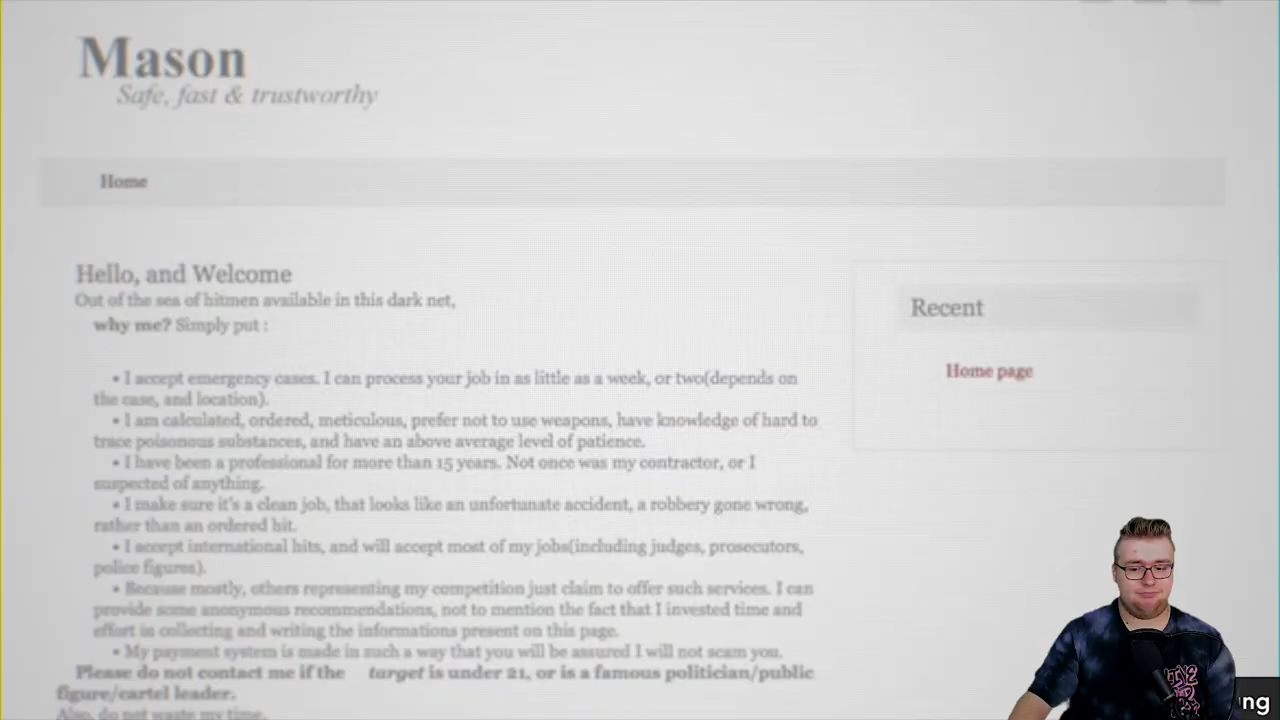 Mason
Safe, fast & trustworthy
Home
Hello, and Welcome
Out of the sea of hitmen available in this dark net,
why me? Simply put :
• I accept emergency cases. I can process your job in as little as a week, or two(depends on
the case, and location).
• I am calculated, ordered, meticulous, prefer not to use weapons, have knowledge of hard to
trace poisonous substances, and have an above average level of patience.
• I have been a professional for more than 15 years. Not once was my contractor, or I
suspected of anything.
• I make sure it's a clean job, that looks like an unfortunate accident, a robbery gone wrong,
rather than an ordered hit.
• I accept international hits, and will accept most of my jobs(including judges, prosecutors,
police figures).
• Because mostly, others representing my competition just claim to offer such services. I can
provide some anonymous recommendations, not to mention the fact that I invested time and
effort in collecting and writing the informations present on this page.
• My payment system is made in such a way that you will be assured I will not scam you.
Please do not contact me if the target is under 21, or is a famous politician/public
figure/cartel leader.
Also, do not waste my time.
Recent
Home page
ng